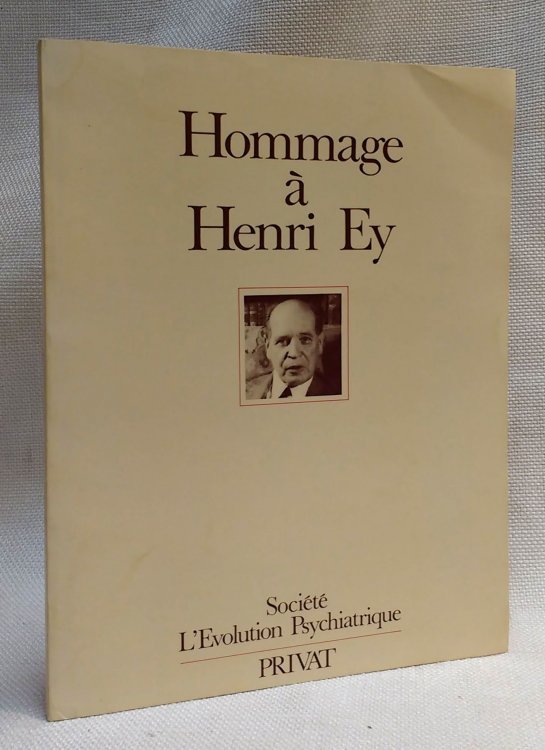 Hommage
à
Henri Ey
Société
L'Evolution Psychiatrique
PRIVAT